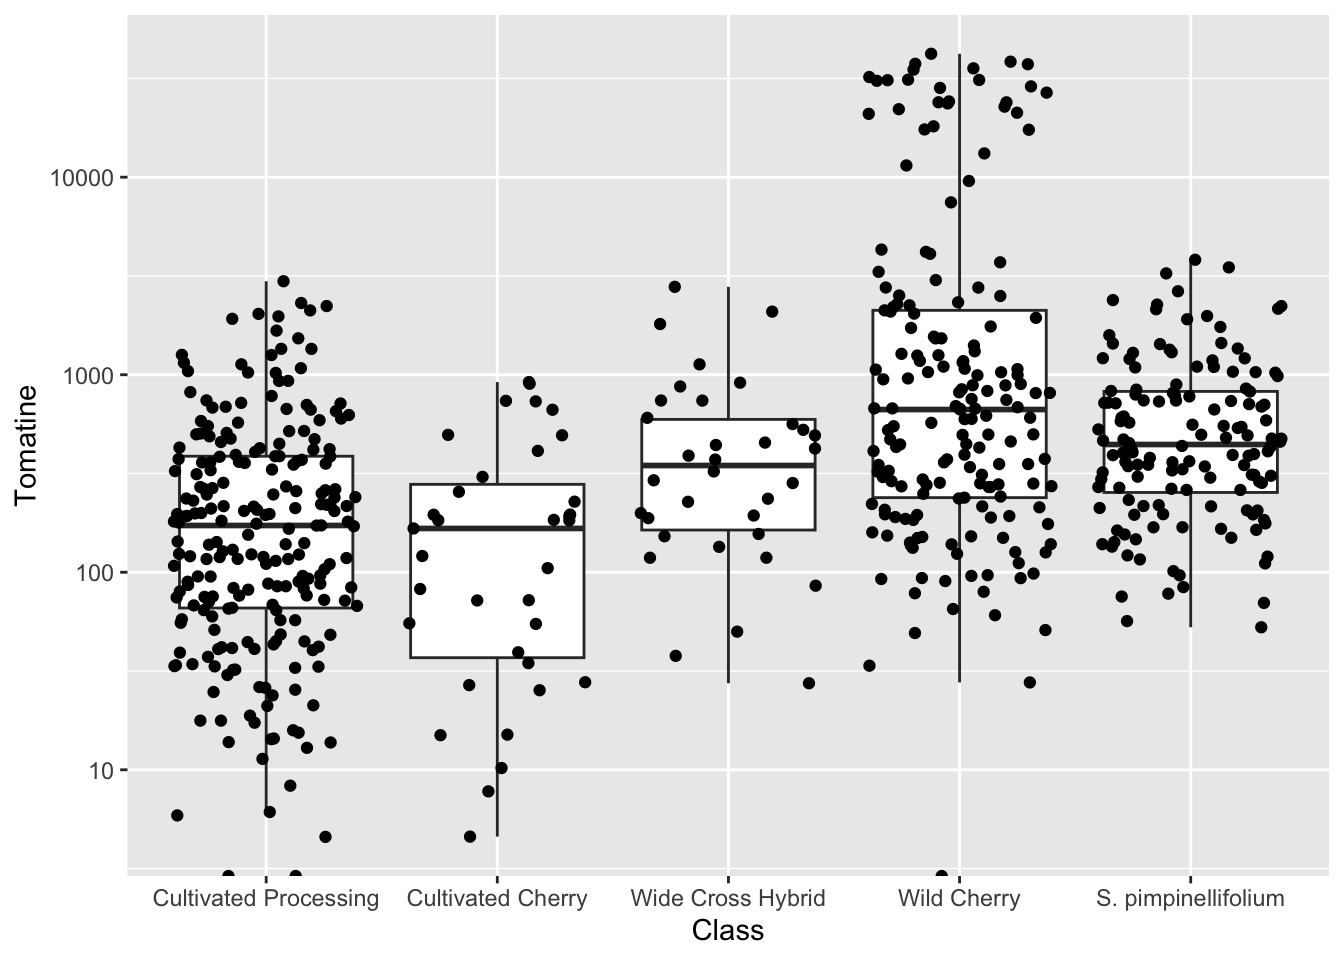 Tomatine
10000
1000
100
10
Cultivated Processing
Cultivated Cherry
Wide Cross Hybrid
Wild Cherry
S. pimpinellifolium
Class